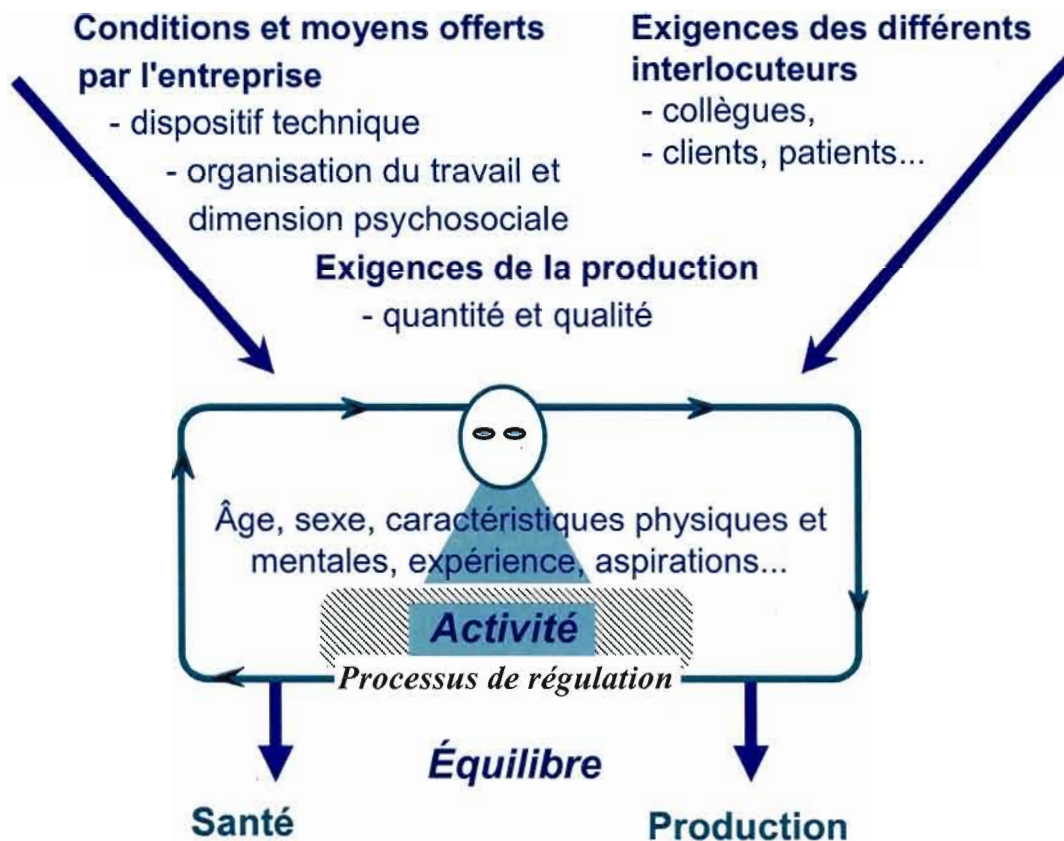 Conditions et moyens offerts
par l'entreprise
- dispositif technique
- organisation du travail et
dimension psychosociale
Exigences des différents
interlocuteurs
- collègues,
- clients, patients...
Exigences de la production
- quantité et qualité
Âge, sexe, caractéristiques physiques et
mentales, expérience, aspirations...
Activité
Processus de régulation
Équilibre
Santé
Production